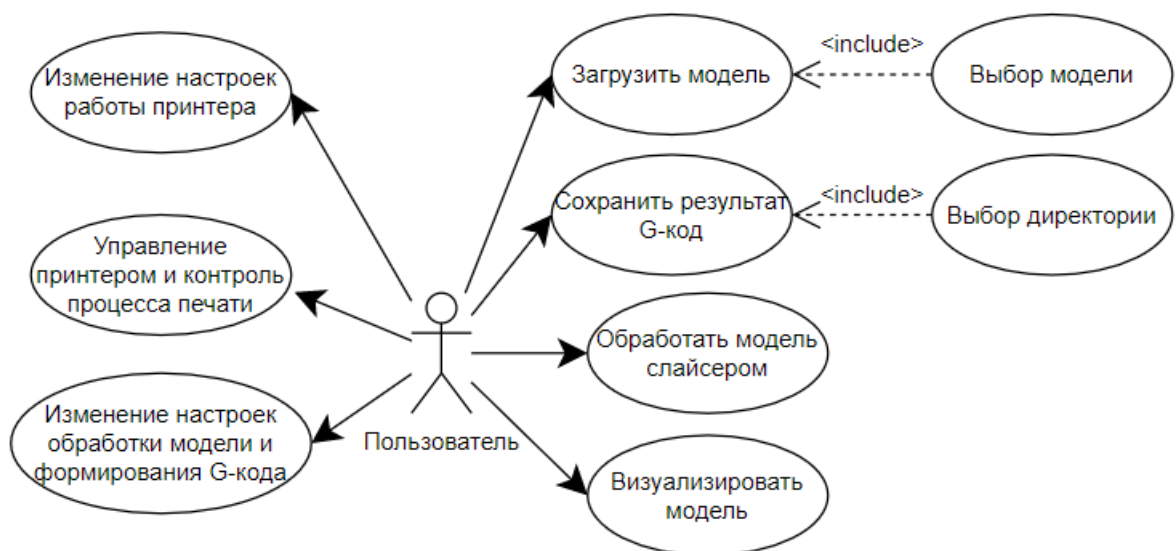 Изменение настроек
работы принтера
Управление
принтером и контроль
процесса печати
Изменение настроек
обработки модели и
формирования G-кода
Пользователь
Загрузить модель
<include>
Выбор модели
Сохранить результат
G-код
<include>
Выбор директории
Обработать модель
слайсером
Визуализировать
модель